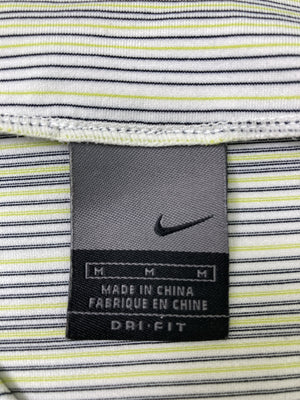 M M M
MADE IN CHINA
FABRIQUE EN CHINE
DRI·FIT